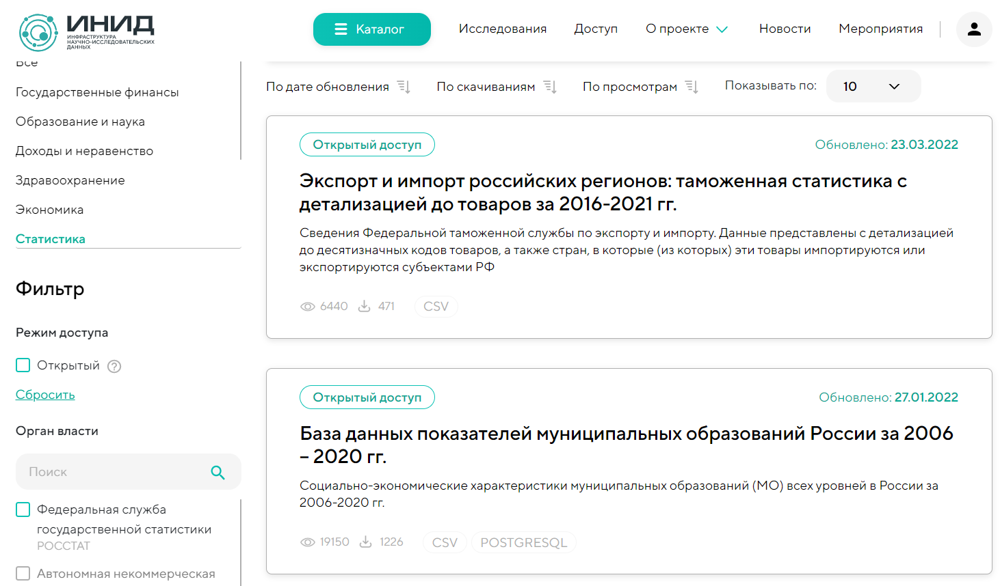 ИНИД
ИНФРАСТРУКТУРА
НАУЧНО-ИССЛЕДОВАТЕЛЬСКИХ
ДАННЫХ
Каталог
Исследования
Доступ
О проекте
Новости
Мероприятия
Все
Государственные финансы
Образование и наука
Доходы и неравенство
Здравоохранение
Экономика
Статистика
Фильтр
Режим доступа
Открытый ?
Сбросить
Орган власти
Поиск
Федеральная служба
государственной статистики
РОССТАТ
Автономная некоммерческая
По дате обновления
По скачиваниям
По просмотрам
Показывать по:
10
Открытый доступ
Обновлено: 23.03.2022
Экспорт и импорт российских регионов: таможенная статистика с
детализацией до товаров за 2016-2021 гг.
Сведения Федеральной таможенной службы по экспорту и импорту. Данные представлены с детализацией
до десятизначных кодов товаров, а также стран, в которые (из которых) эти товары импортируются или
экспортируются субъектами РФ
6440 471 CSV
Открытый доступ
Обновлено: 27.01.2022
База данных показателей муниципальных образований России за 2006
– 2020 гг.
Социально-экономические характеристики муниципальных образований (МО) всех уровней в России за
2006-2020 гг.
19150 1226 CSV POSTGRESQL